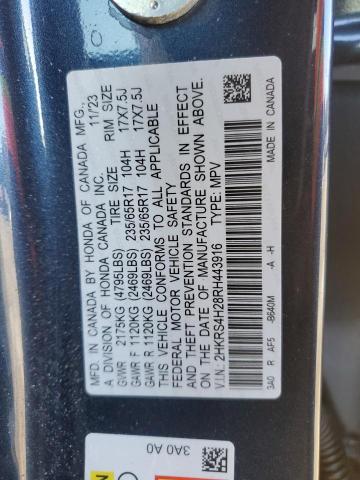 MFD. IN CANADA BY HONDA OF CANADA MFG.,
A DIVISION OF HONDA CANADA INC. 11/23
TIRE SIZE RIM SIZE
GVWR 2175KG (4795LBS)
GAWR F 1120KG (2469LBS) 235/65R17 104H 17X7.5J
GAWR R 1120KG (2469LBS) 235/65R17 104H 17X7.5J
THIS VEHICLE CONFORMS TO ALL APPLICABLE
FEDERAL MOTOR VEHICLE SAFETY
AND THEFT PREVENTION STANDARDS IN EFFECT
ON THE DATE OF MANUFACTURE SHOWN ABOVE.
V.I.N.: 2HKRS4H28RH443916 TYPE: MPV
3A0 R AF5 -B640M -A -H MADE IN CANADA
3A0 A0